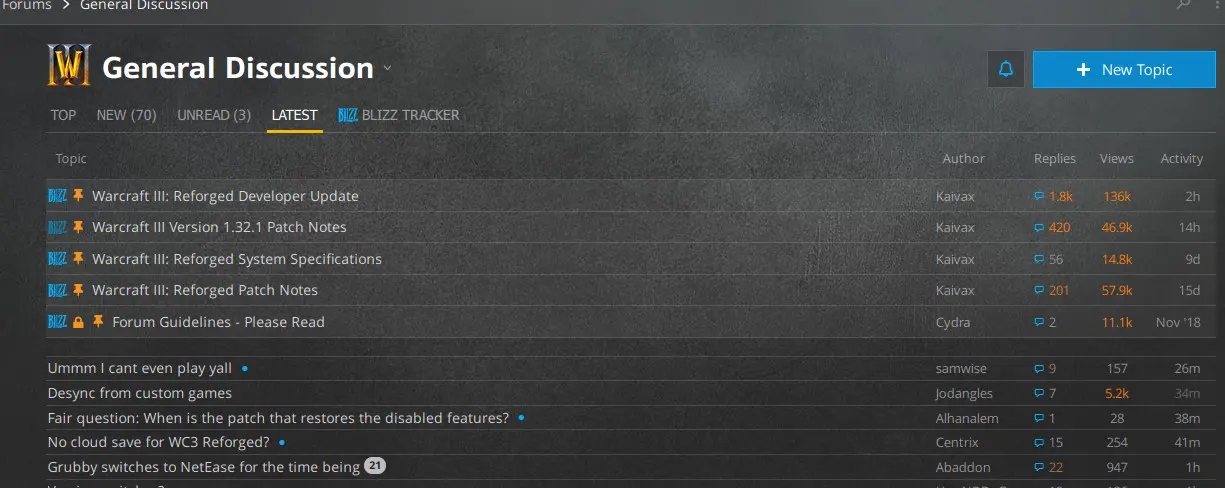 Forums > General Discussion
General Discussion
+ New Topic
TOP NEW (70) UNREAD (3) LATEST BLIZZ BLIZZ TRACKER
Topic Author Replies Views Activity
BLIZZ Warcraft III: Reforged Developer Update Kaivax 1.8k 136k 2h
BLIZZ Warcraft III Version 1.32.1 Patch Notes Kaivax 420 46.9k 14h
BLIZZ Warcraft III: Reforged System Specifications Kaivax 56 14.8k 9d
BLIZZ Warcraft III: Reforged Patch Notes Kaivax 201 57.9k 15d
BLIZZ Forum Guidelines - Please Read Cydra 2 11.1k Nov '18
Ummm I cant even play yall samwise 9 157 26m
Desync from custom games Jodangles 7 5.2k 34m
Fair question: When is the patch that restores the disabled features? Alhanalem 1 28 38m
No cloud save for WC3 Reforged? Centrix 15 254 41m
Grubby switches to NetEase for the time being 21 Abaddon 22 947 1h